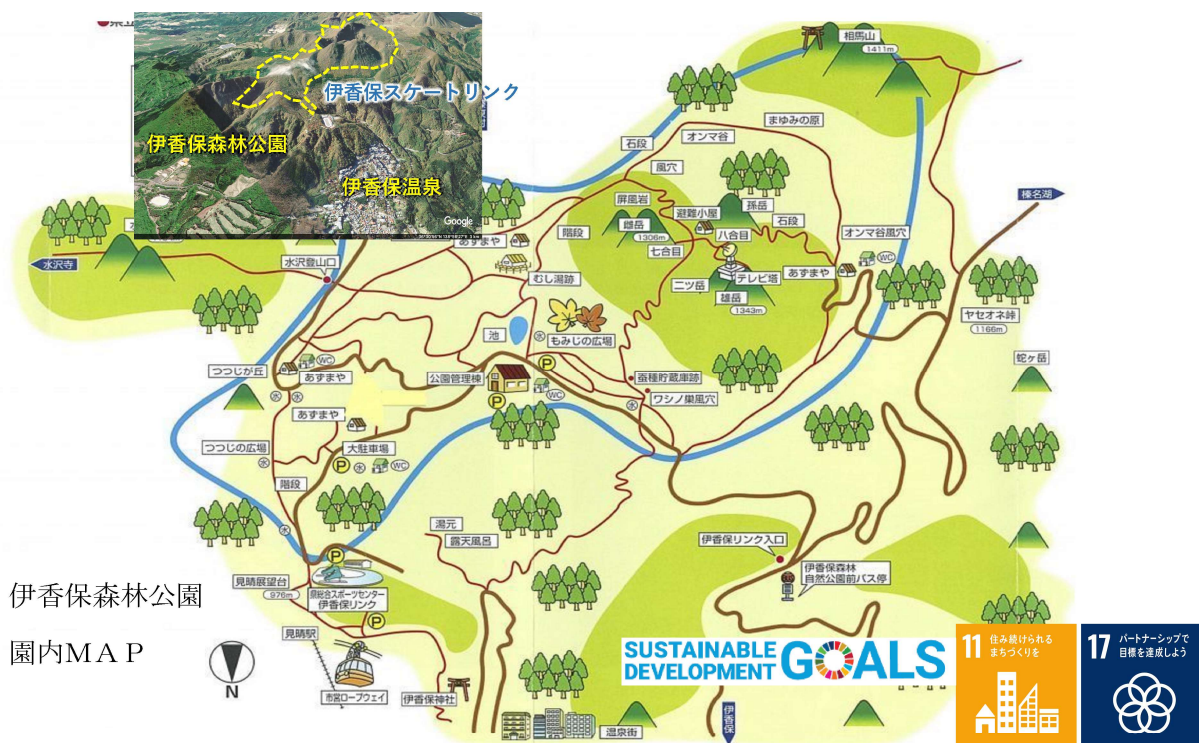 相馬山
1411m
伊香保スケートリンク
まゆみの原
オンマ谷
石段
伊香保森林公園
風穴
伊香保温泉
榛名湖
屏風岩
孫岳
避難小屋
石段
雌岳
Google
階段
1306m
八合目
オンマ谷風穴
あずまや
七合目
WC
水沢寺
水沢登山口
むし湯跡
テレビ塔
あずまや
二ツ岳
雄岳
1343m
ヤセオネ峠
1166m
池
水
もみじの広場
蛇ヶ岳
WC
P
つつじが丘
あずまや
公園管理棟
蚕種貯蔵庫跡
水
水
P
WC
ワシノ巣風穴
水
あずまや
つつじの広場
大駐車場
水
P
水
WC
階段
湯元
水
露天風呂
伊香保リンク入口
P
伊香保森林
自然公園前バス停
見晴展望台
976m
県総合スポーツセンター
伊香保リンク
伊香保森林公園
園内MAP
P
見晴駅
N
市営ロープウェイ
伊香保神社
温泉街
伊香保
SUSTAINABLE
DEVELOPMENT
GOALS
11 住み続けられる
まちづくりを
17 パートナーシップで
目標を達成しよう